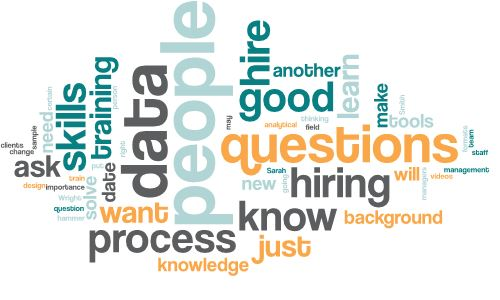 people
data
questions
hire
good
skills
training
hiring
know
process
just
want
ask
need
learn
make
another
tools
thinking
analytical
field
may
Smith
certain
person
clients
change
sample
right
put
date
solve
train
design
importance
Wright
question
hammer
new
Sarah
going
will
background
knowledge
managers
videos
management
staff
team